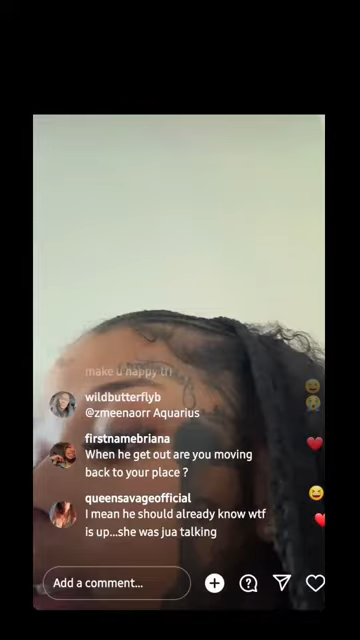 make u happy tf!
wildbutterflyb
@zmeenaorr Aquarius
firstnamebriana
When he get out are you moving
back to your place ?
queensavageofficial
I mean he should already know wtf
is up...she was jua talking
Add a comment...